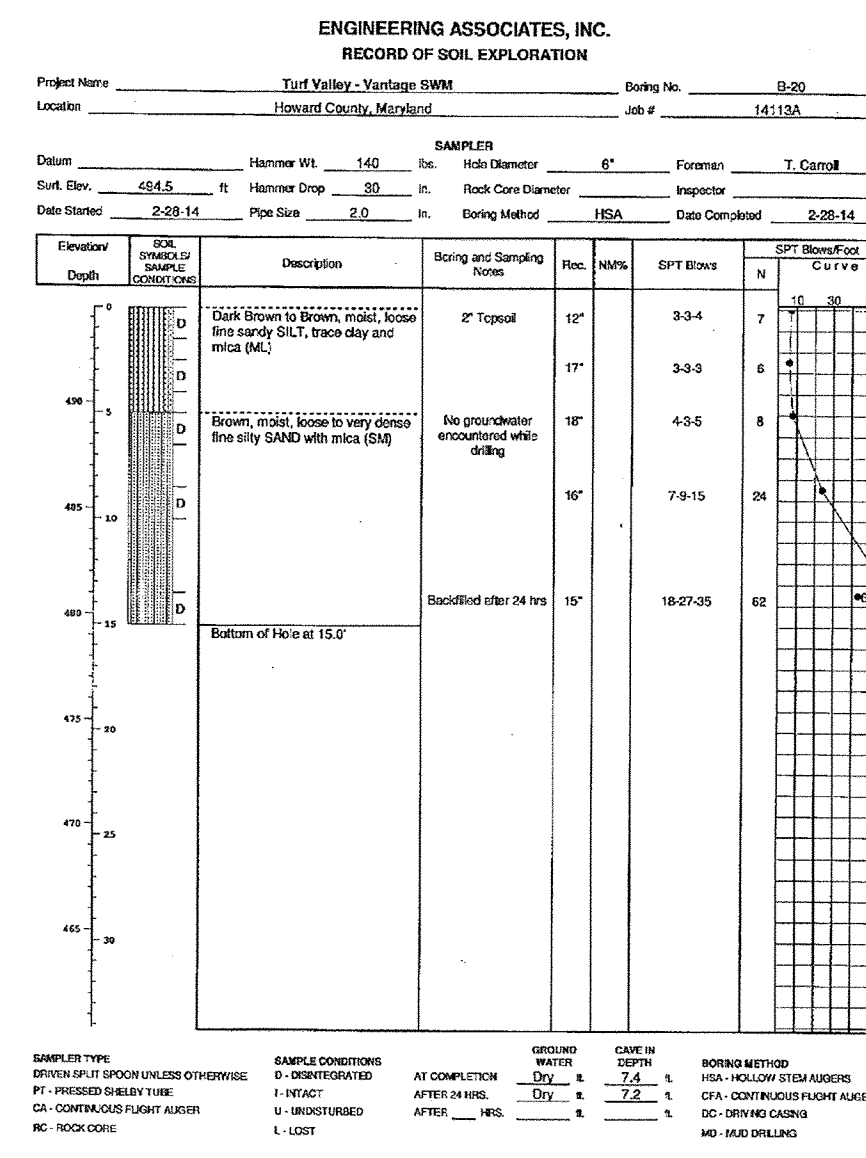 ENGINEERING ASSOCIATES, INC.
RECORD OF SOIL EXPLORATION
Project Name Turf Valley - Vantage SWM Boring No. B-20
Location Howard County, Maryland Job # 14113A
SAMPLER
Datum Hammer Wt. 140 lbs. Hole Diameter 6" Foreman T. Carroll
Surf. Elev. 494.5 ft Hammer Drop 30 in. Rock Core Diameter Inspector
Date Started 2-28-14 Pipe Size 2.0 in. Boring Method HSA Date Completed 2-28-14
Elevation/ Depth
SOIL SYMBOLS/ SAMPLE CONDITIONS
Description
Boring and Sampling Notes
Rec. NM% SPT Blows
SPT Blows/Foot
N Curve
10 30
0 D Dark Brown to Brown, moist, loose 2" Topsoil 12" 3-3-4 7
fine sandy SILT, trace clay and
mica (ML)
D 17" 3-3-3 6
490
5
D Brown, moist, loose to very dense No groundwater 18" 4-3-5 8
fine silty SAND with mica (SM) encountered while
drilling
D 16" 7-9-15 24
485
10
D Backfilled after 24 hrs 15" 18-27-35 62
480
15
Bottom of Hole at 15.0'
475
20
470
25
465
30
SAMPLER TYPE
DRIVEN SPLIT SPOON UNLESS OTHERWISE
PT - PRESSED SHELBY TUBE
CA - CONTINUOUS FLIGHT AUGER
RC - ROCK CORE
SAMPLE CONDITIONS
D - DISINTEGRATED
I - INTACT
U - UNDISTURBED
L - LOST
GROUND WATER CAVE IN DEPTH
AT COMPLETION Dry ft. 7.4 ft.
AFTER 24 HRS. Dry ft. 7.2 ft.
AFTER ____ HRS. ft. ft.
BORING METHOD
HSA - HOLLOW STEM AUGERS
CFA - CONTINUOUS FLIGHT AUGE
DC - DRIVING CASING
MD - MUD DRILLING